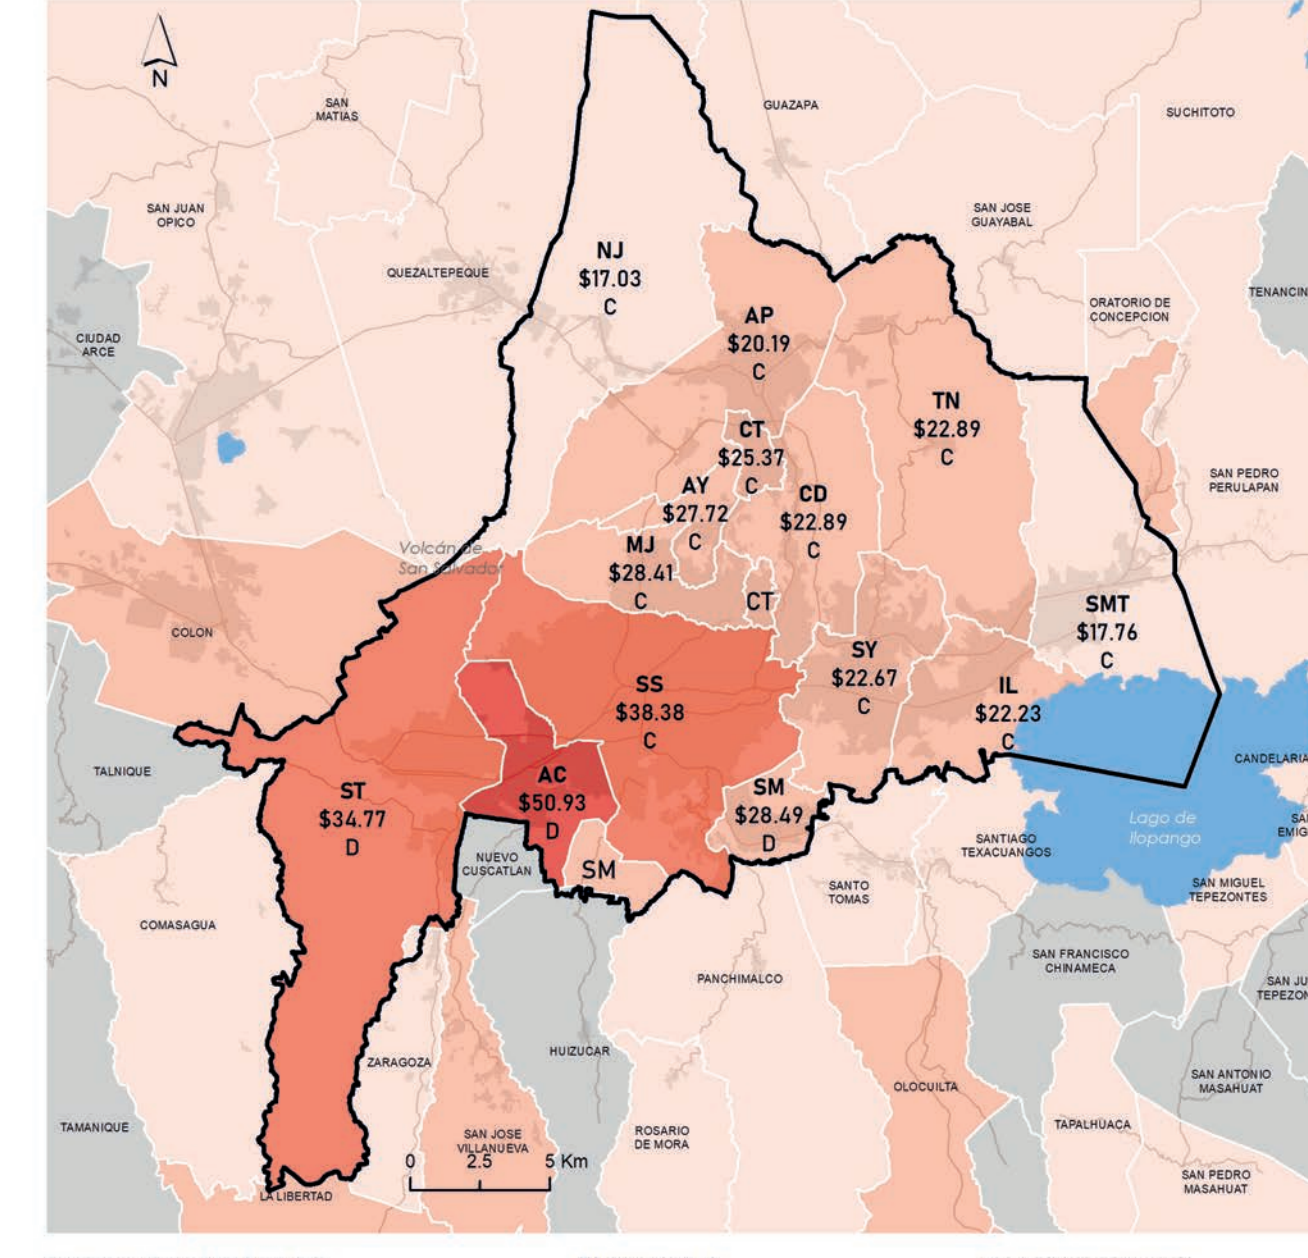 N
SAN
MATIAS
GUAZAPA
SUCHITOTO
SAN JUAN
OPICO
SAN JOSE
GUAYABAL
QUEZALTEPEQUE
NJ
$17.03
C
TENANCIN
ORATORIO DE
CONCEPCION
CIUDAD
ARCE
AP
$20.19
C
TN
$22.89
C
CT
$25.37
C
SAN PEDRO
PERULAPAN
AY
$27.72
C
CD
$22.89
C
MJ
$28.41
C
Volcán de
San Salvador
CT
COLON
SMT
$17.76
C
SY
$22.67
C
SS
$38.38
C
IL
$22.23
C
TALNIQUE
CANDELARIA
AC
$50.93
D
ST
$34.77
D
SM
$28.49
D
Lago de
Ilopango
SAN
EMIG
SANTIAGO
TEXACUANGOS
NUEVO
CUSCATLAN
SM
SANTO
TOMAS
SAN MIGUEL
TEPEZONTES
COMASAGUA
SAN FRANCISCO
CHINAMECA
PANCHIMALCO
SAN JU
TEPEZON
HUIZUCAR
ZARAGOZA
SAN ANTONIO
MASAHUAT
OLOCUILTA
TAMANIQUE
SAN JOSE
VILLANUEVA
ROSARIO
DE MORA
TAPALHUACA
0 2.5 5 Km
SAN PEDRO
MASAHUAT
LA LIBERTAD